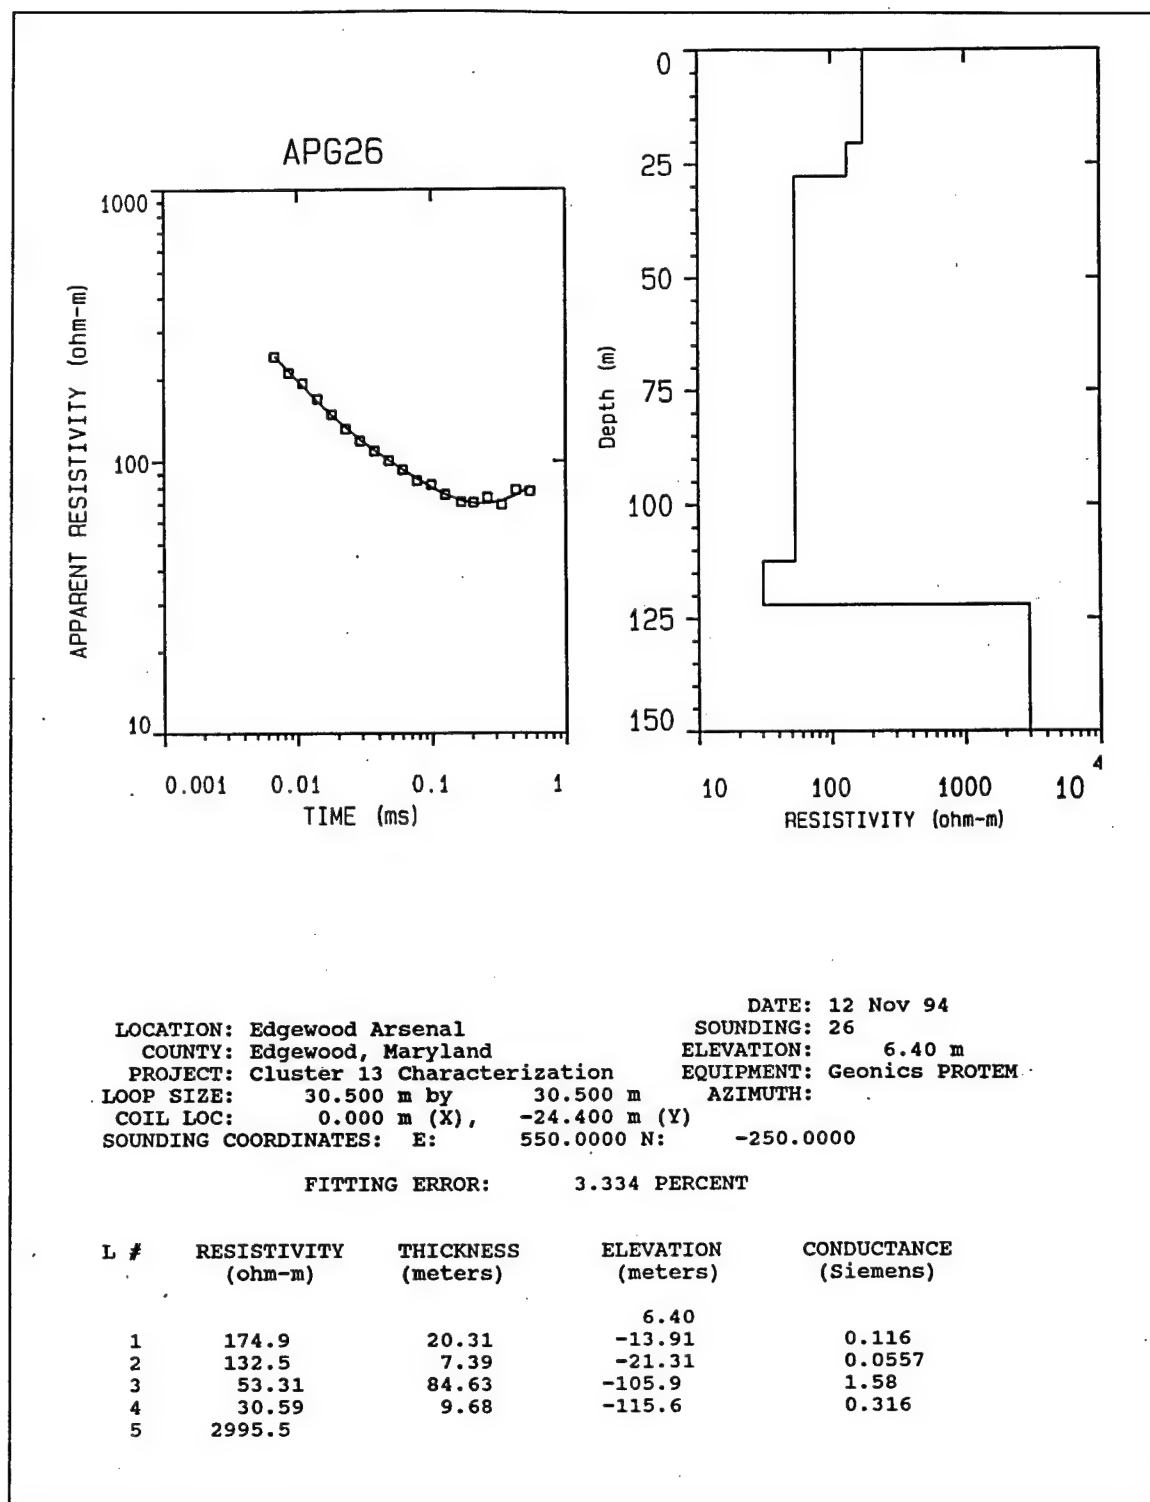 APG26
1000
100
10
APPARENT RESISTIVITY (ohm-m)
0.001 0.01 0.1 1
TIME (ms)
0
25
50
75
100
125
150
Depth (m)
10 100 1000 10 4
RESISTIVITY (ohm-m)
DATE: 12 Nov 94
LOCATION: Edgewood Arsenal SOUNDING: 26
COUNTY: Edgewood, Maryland ELEVATION: 6.40 m
PROJECT: Cluster 13 Characterization EQUIPMENT: Geonics PROTEM
LOOP SIZE: 30.500 m by 30.500 m AZIMUTH:
COIL LOC: 0.000 m (X), -24.400 m (Y)
SOUNDING COORDINATES: E: 550.0000 N: -250.0000
FITTING ERROR: 3.334 PERCENT
L # RESISTIVITY THICKNESS ELEVATION CONDUCTANCE
(ohm-m) (meters) (meters) (Siemens)
6.40
1 174.9 20.31 -13.91 0.116
2 132.5 7.39 -21.31 0.0557
3 53.31 84.63 -105.9 1.58
4 30.59 9.68 -115.6 0.316
5 2995.5